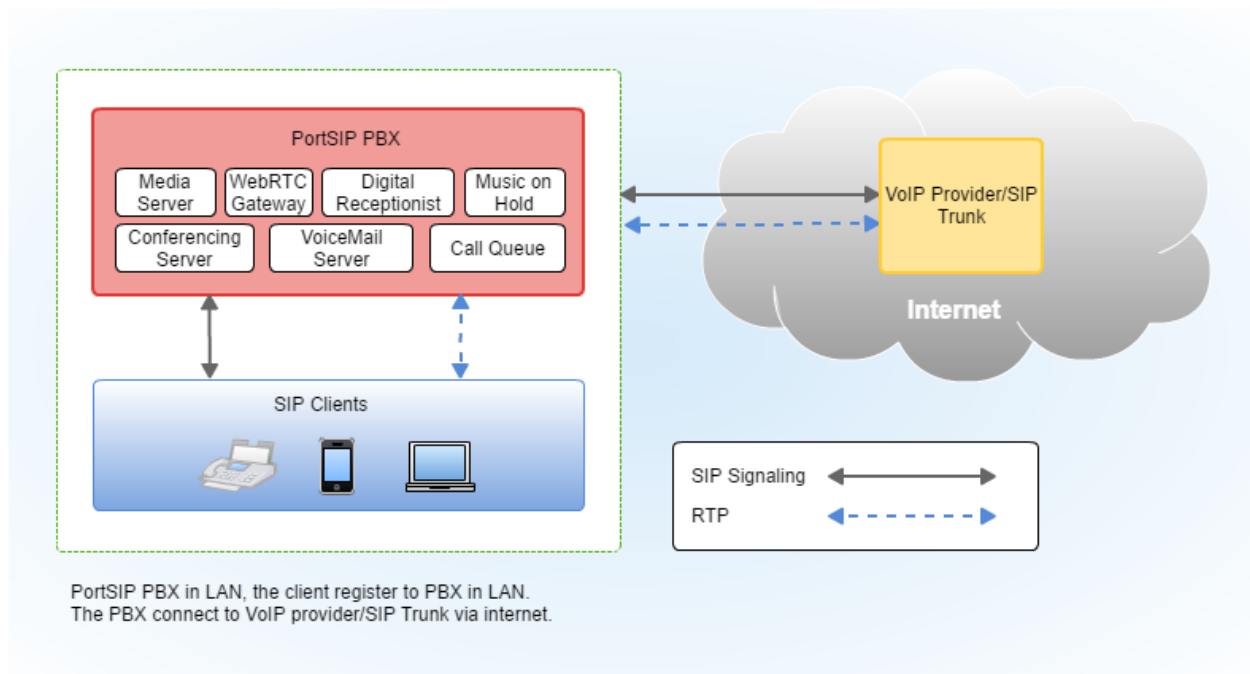 PortSIP PBX
Media
Server
WebRTC
Gateway
Digital
Receptionist
Music on
Hold
Conferencing
Server
VoiceMail
Server
Call Queue
SIP Clients
VoIP Provider/SIP
Trunk
Internet
SIP Signaling
RTP
PortSIP PBX in LAN, the client register to PBX in LAN.
The PBX connect to VoIP provider/SIP Trunk via internet.